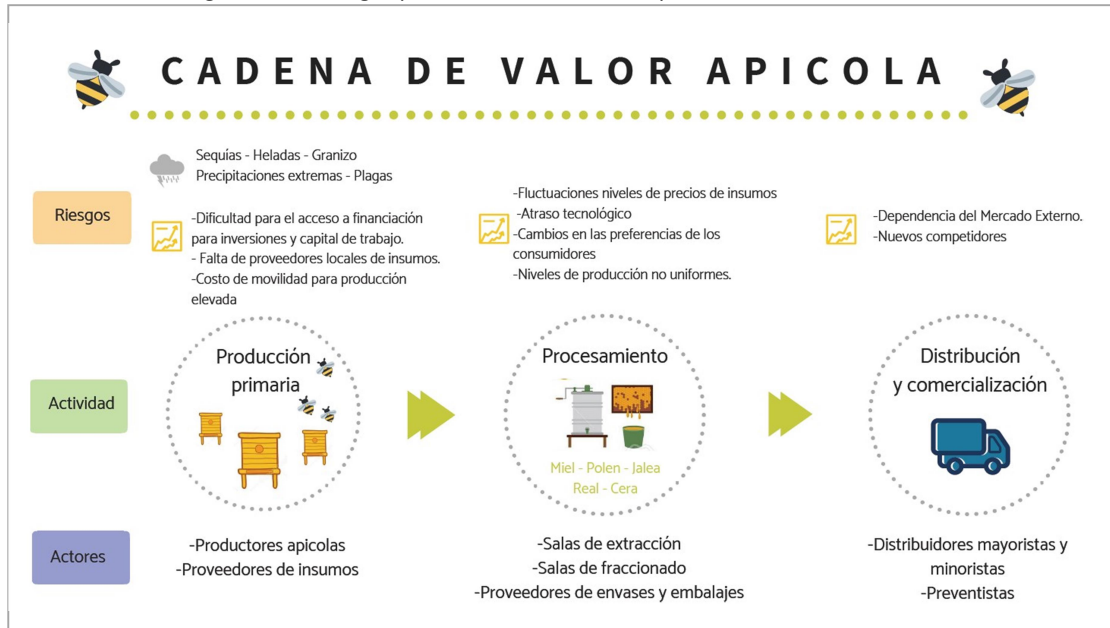 CADENA DE VALOR APICOLA
Riesgos
Sequías - Heladas - Granizo
Precipitaciones extremas - Plagas
-Dificultad para el acceso a financiación
para inversiones y capital de trabajo.
- Falta de proveedores locales de insumos.
-Costo de movilidad para producción
elevada
-Fluctuaciones niveles de precios de insumos
-Atraso tecnológico
-Cambios en las preferencias de los
consumidores
-Niveles de producción no uniformes.
-Dependencia del Mercado Externo.
-Nuevos competidores
Actividad
Producción
primaria
Procesamiento
Miel - Polen - Jalea
Real - Cera
Distribución
y comercialización
Actores
-Productores apicolas
-Proveedores de insumos
-Salas de extracción
-Salas de fraccionado
-Proveedores de envases y embalajes
-Distribuidores mayoristas y
minoristas
-Preventistas